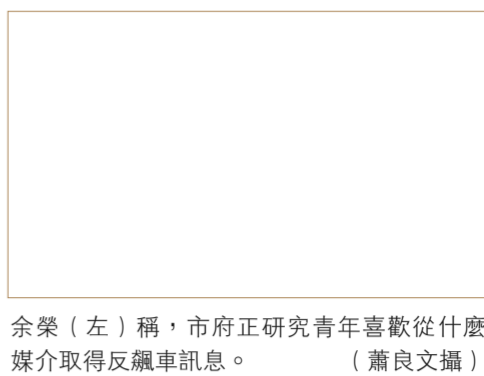 余榮（左）稱，市府正研究青年喜歡從什麼
媒介取得反飆車訊息。　　　　（蕭良文攝）